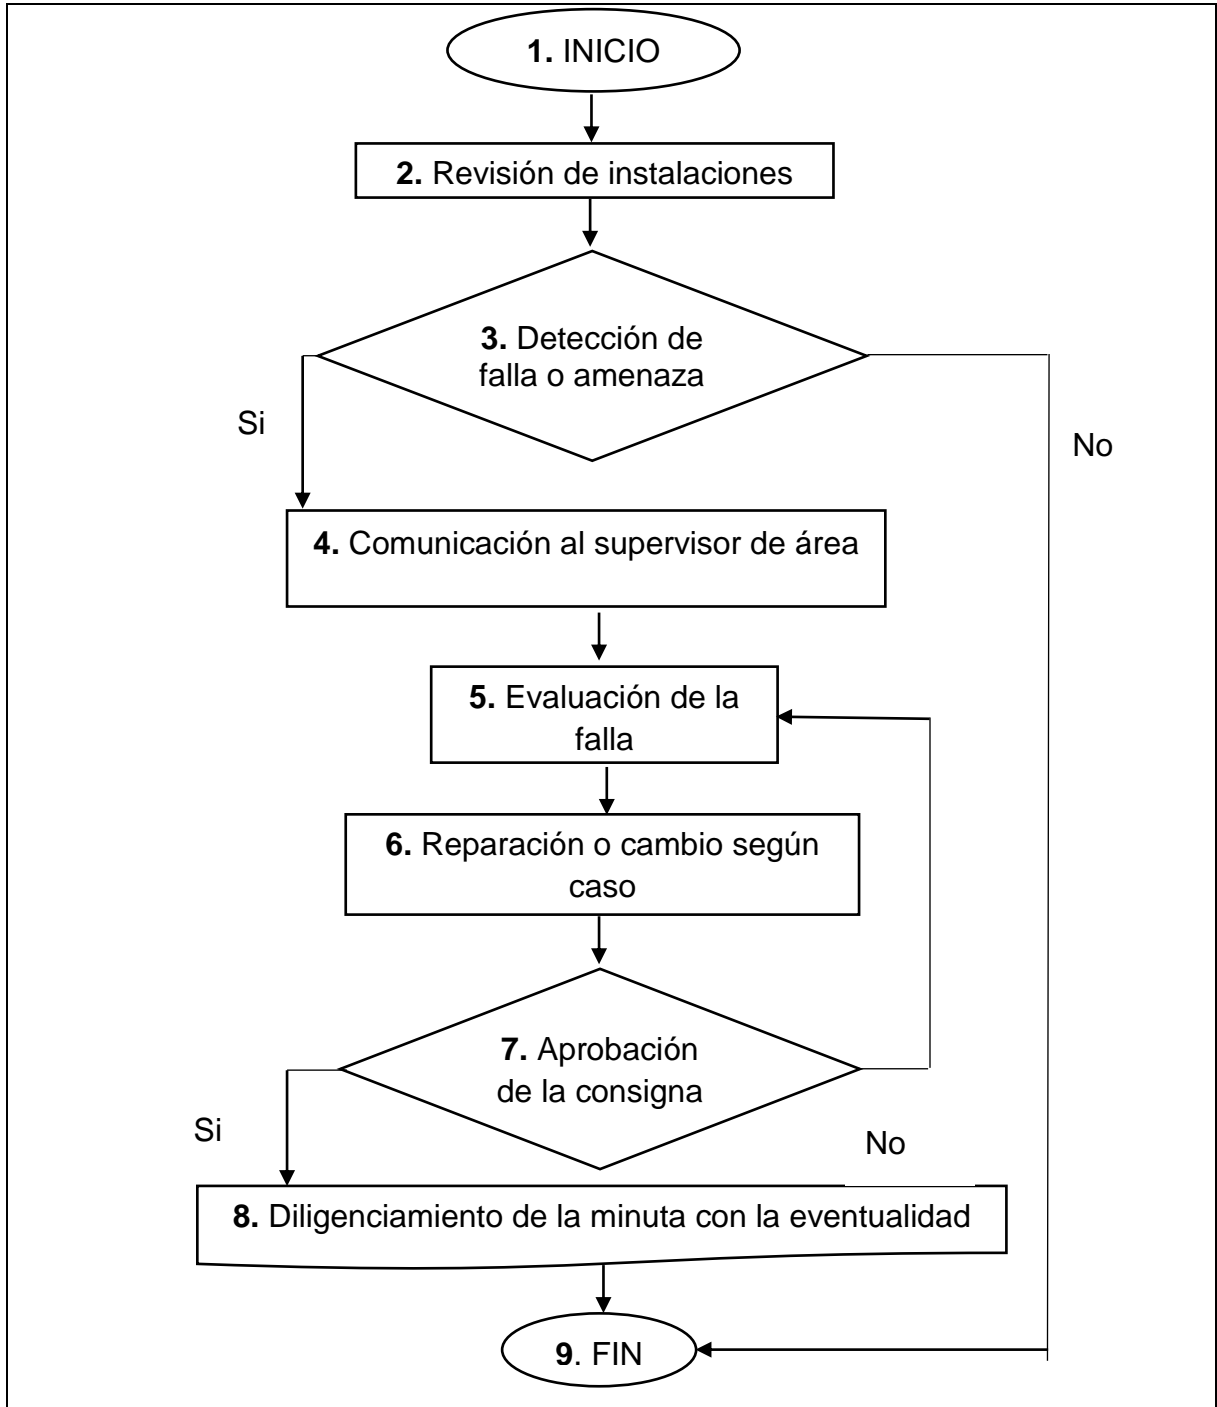 1. INICIO
2. Revisión de instalaciones
3. Detección de
falla o amenaza
Si
No
4. Comunicación al supervisor de área
5. Evaluación de la
falla
6. Reparación o cambio según
caso
7. Aprobación
de la consigna
Si
No
8. Diligenciamiento de la minuta con la eventualidad
9. FIN